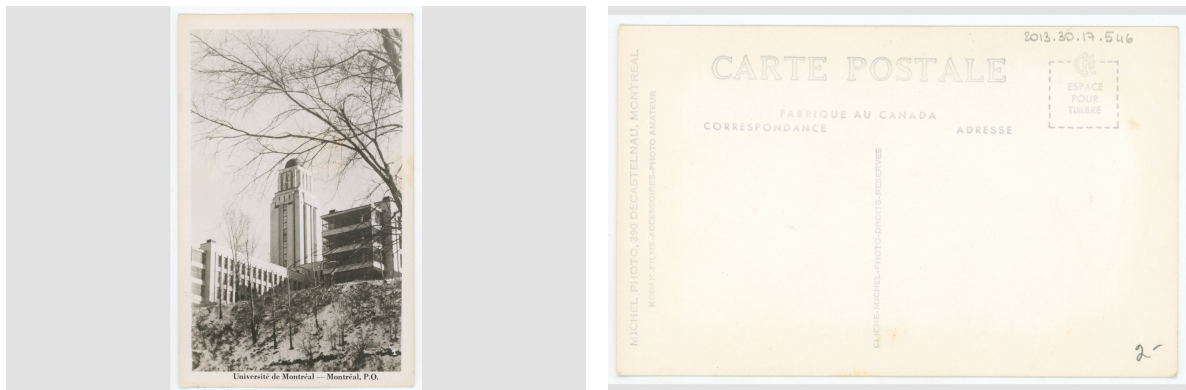 Université de Montréal — Montréal, P.Q.
2013.30.17.546
CARTE POSTALE
ESPACE
POUR
TIMBRE
FABRIQUE AU CANADA
CORRESPONDANCE
ADRESSE
MICHEL PHOTO, 390 DECASTELNAU, MONTREAL
KODAK-FILMS-ACCESSOIRES-PHOTO AMATEUR
CLICHE-MICHEL-PHOTO-DROITS-RESERVES
2-